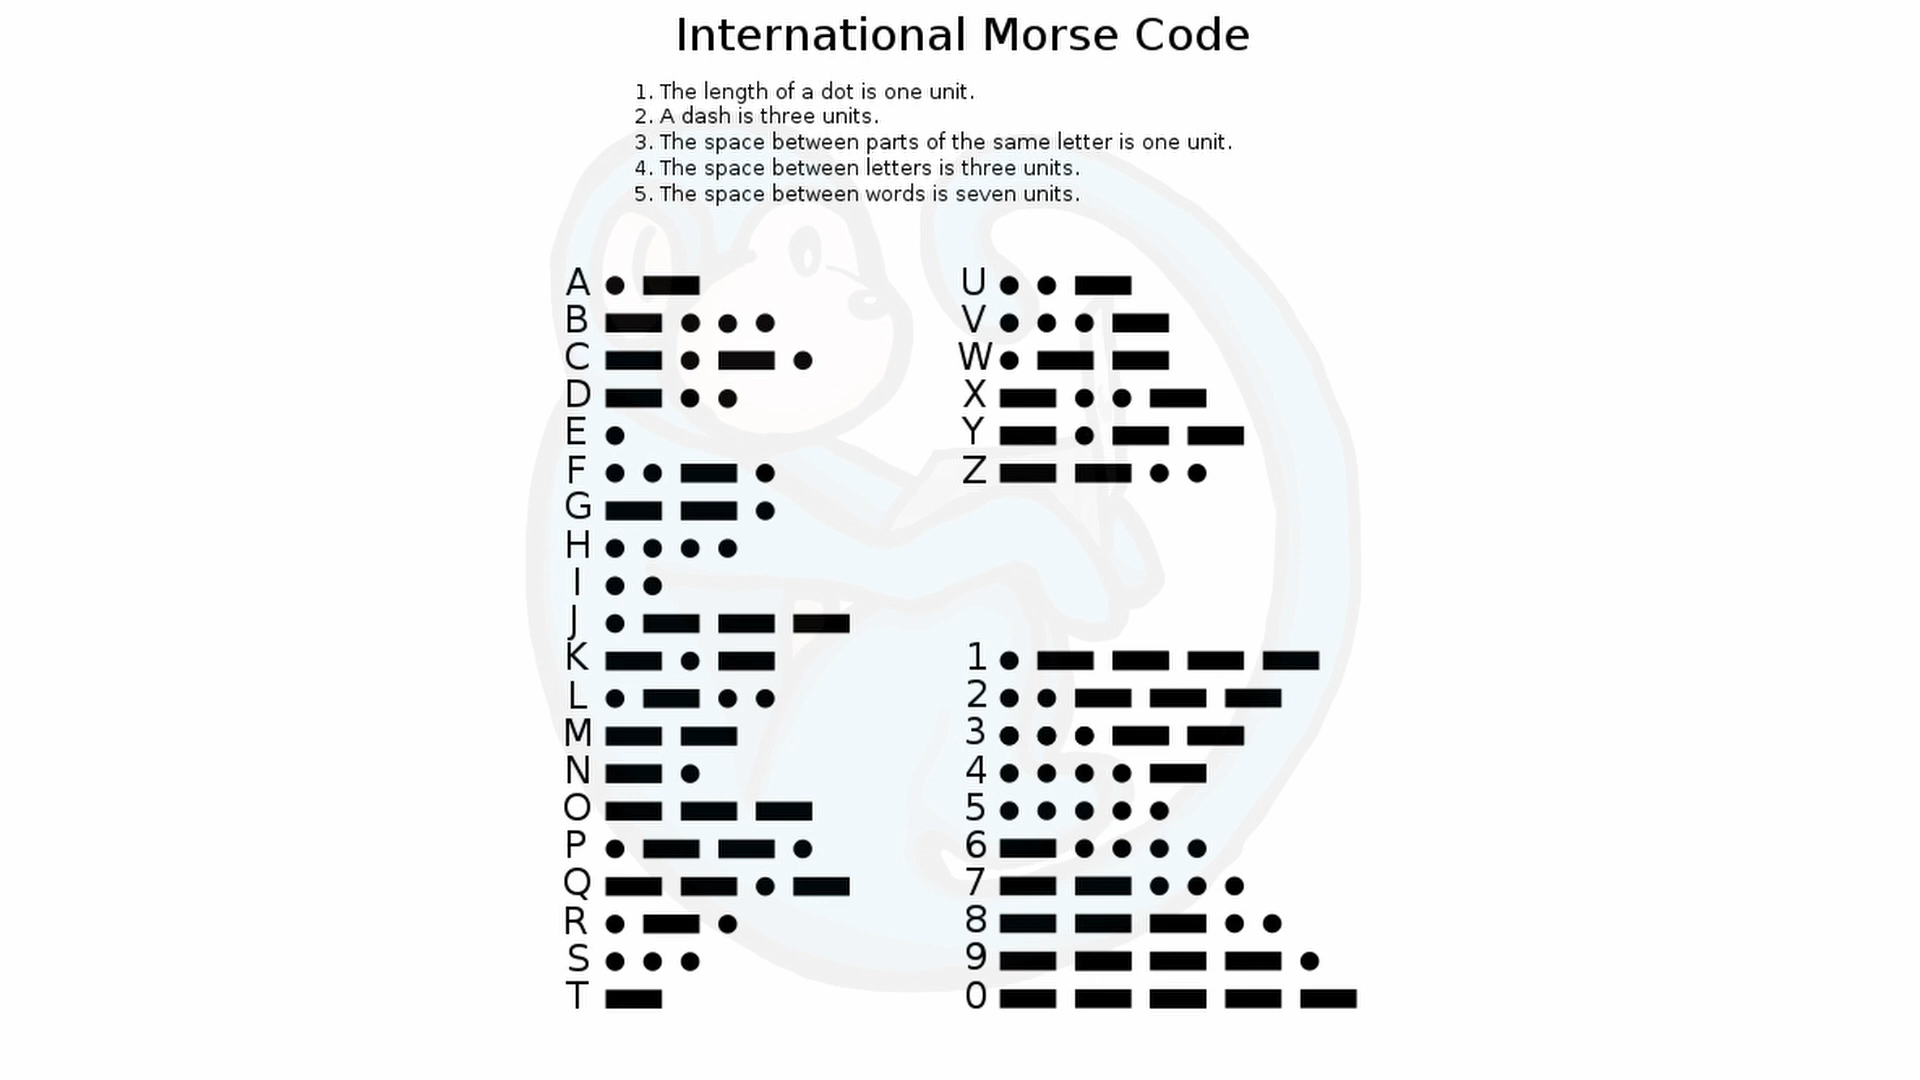 International Morse Code
1. The length of a dot is one unit.
2. A dash is three units.
3. The space between parts of the same letter is one unit.
4. The space between letters is three units.
5. The space between words is seven units.
A
B
C
D
E
F
G
H
I
J
K
L
M
N
O
P
Q
R
S
T
U
V
W
X
Y
Z
1
2
3
4
5
6
7
8
9
0